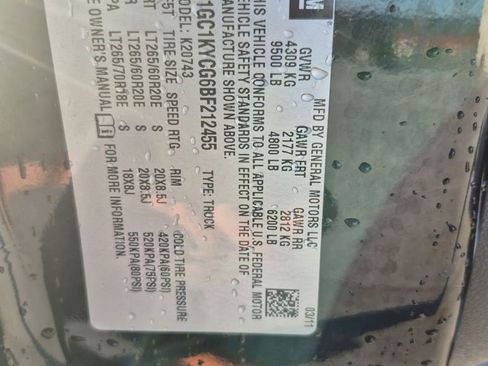 M
MFD BY GENERAL MOTORS LLC 03/11
GVWR GAWR FRT GAWR RR
4309 KG 2177 KG 2812 KG
9500 LB 4800 LB 6200 LB
THIS VEHICLE CONFORMS TO ALL APPLICABLE U.S. FEDERAL MOTOR
VEHICLE SAFETY STANDARDS IN EFFECT ON THE DATE OF
MANUFACTURE SHOWN ABOVE.
1GC1KYCG6BF212455 TYPE: TRUCK
MODEL: K20743
TIRE SIZE SPEED RTG RIM COLD TIRE PRESSURE
RT LT265/60R20E S 20X8.5J 420KPA(60PSI)
LT265/60R20E S 20X8.5J 520KPA(75PSI)
PA LT265/70R18E S 18X8J 550KPA(80PSI)
E OWNER'S MANUAL FOR MORE INFORMATION.